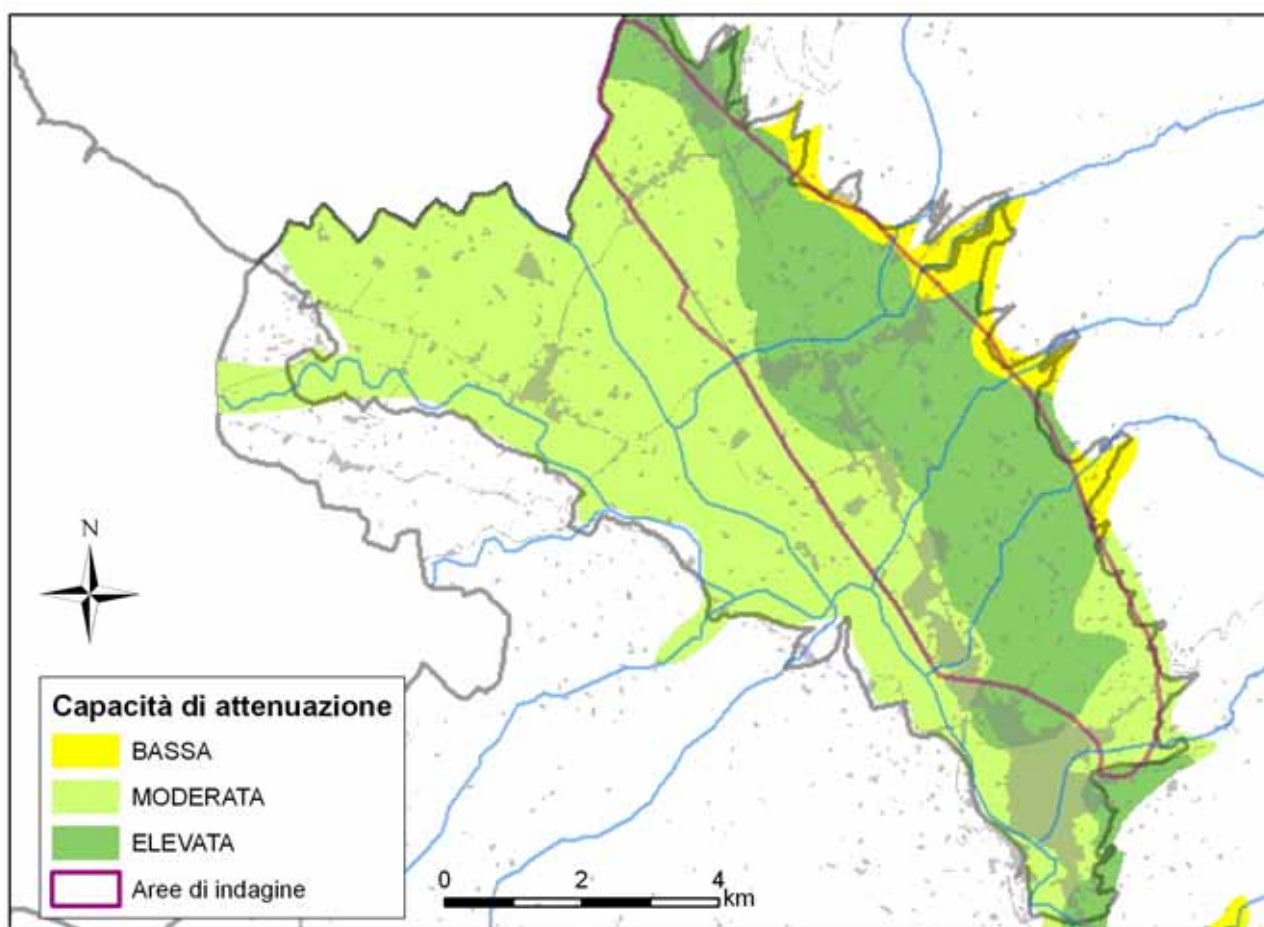 N
Capacità di attenuazione
BASSA
MODERATA
ELEVATA
Aree di indagine
0 2 4
km